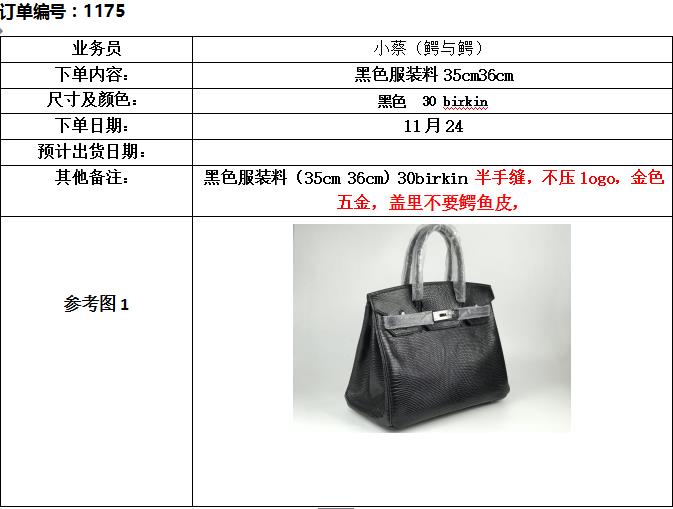 订单编号：1175
业务员
小蔡（鳄与鳄）
下单内容：
黑色服装料 35cm36cm
尺寸及颜色：
黑色 30 birkin
下单日期：
11月24
预计出货日期：
其他备注：
黑色服装料（35cm 36cm）30birkin 半手缝，不压logo，金色
五金，盖里不要鳄鱼皮，
参考图1